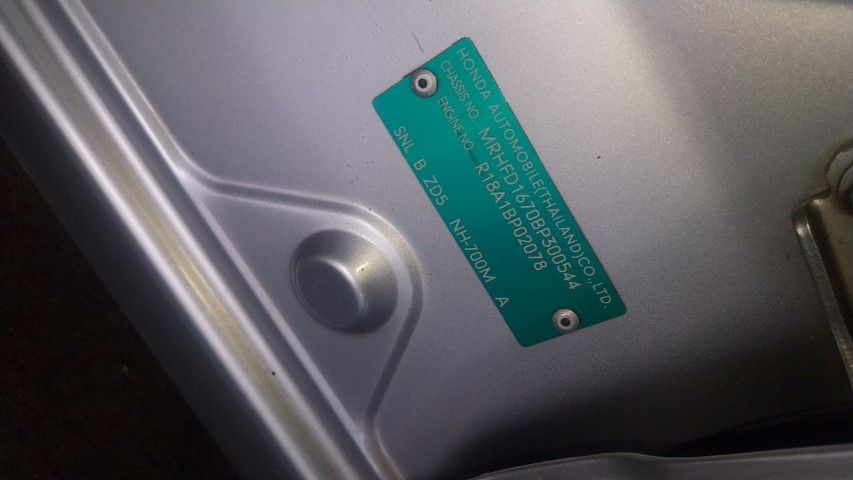 HONDA AUTOMOBILE(THAILAND)CO.,LTD.
CHASSIS NO. MRHFD1670BP300544
ENGINE NO. R18A1BP02078
SNL B ZD5 NH-700M A